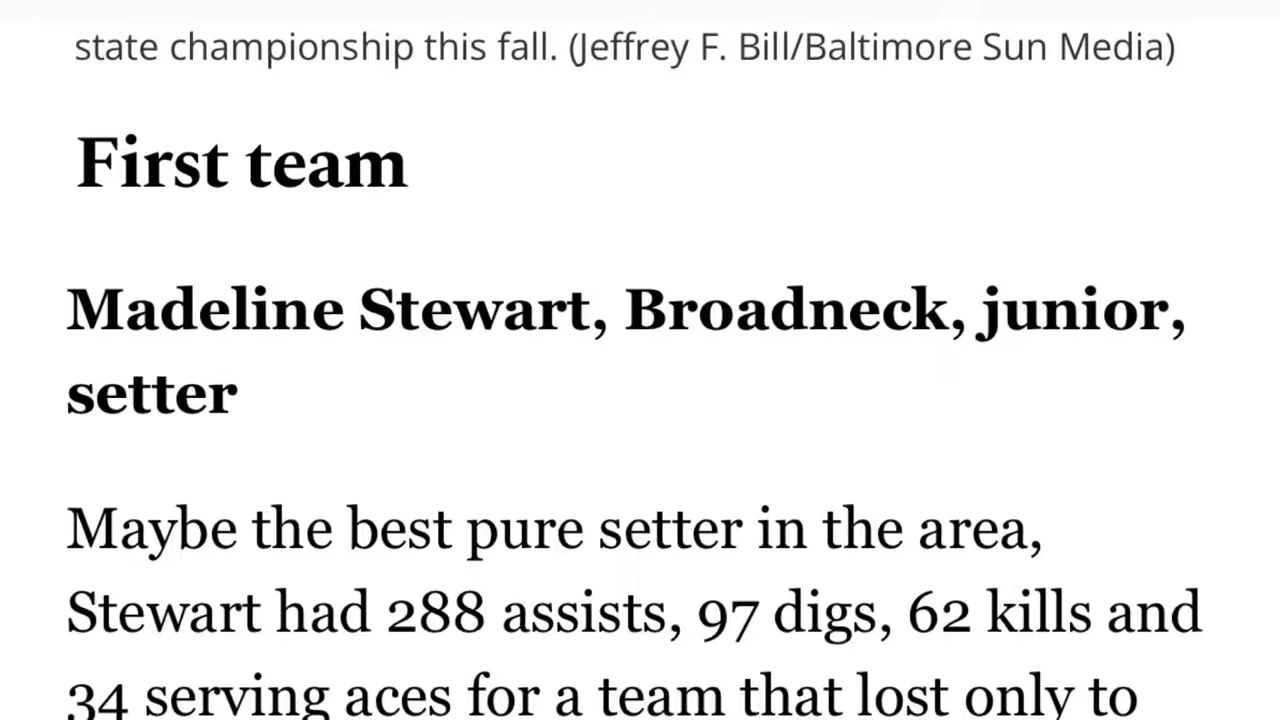 state championship this fall. (Jeffrey F. Bill/Baltimore Sun Media)
First team
Madeline Stewart, Broadneck, junior,
setter
Maybe the best pure setter in the area,
Stewart had 288 assists, 97 digs, 62 kills and
34 serving aces for a team that lost only to